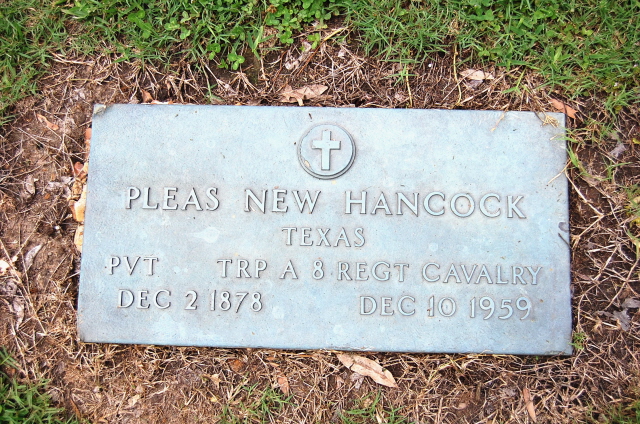 PLEAS NEW HANCOCK
TEXAS
PVT TRP A 8 REGT CAVALRY
DEC 2 1878 DEC 10 1959